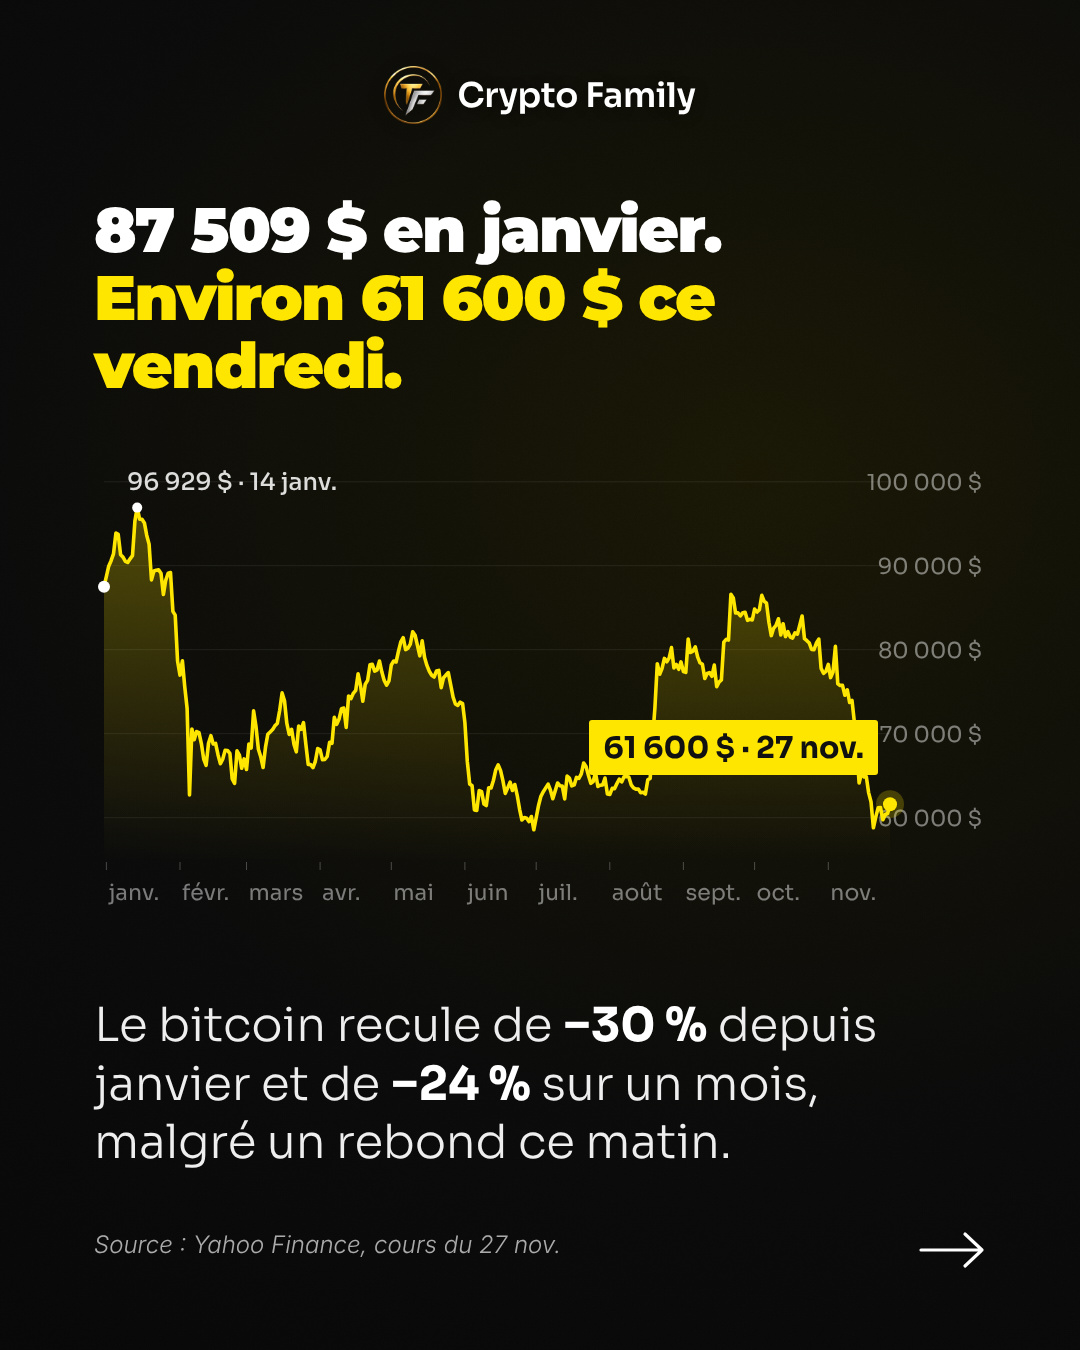 TF Crypto Family
87 509 $ en janvier.
Environ 61 600 $ ce
vendredi.
96 929 $ · 14 janv.
100 000 $
90 000 $
80 000 $
70 000 $
61 600 $ · 27 nov.
60 000 $
janv. févr. mars avr. mai juin juil. août sept. oct. nov.
Le bitcoin recule de −30 % depuis
janvier et de −24 % sur un mois,
malgré un rebond ce matin.
Source : Yahoo Finance, cours du 27 nov.